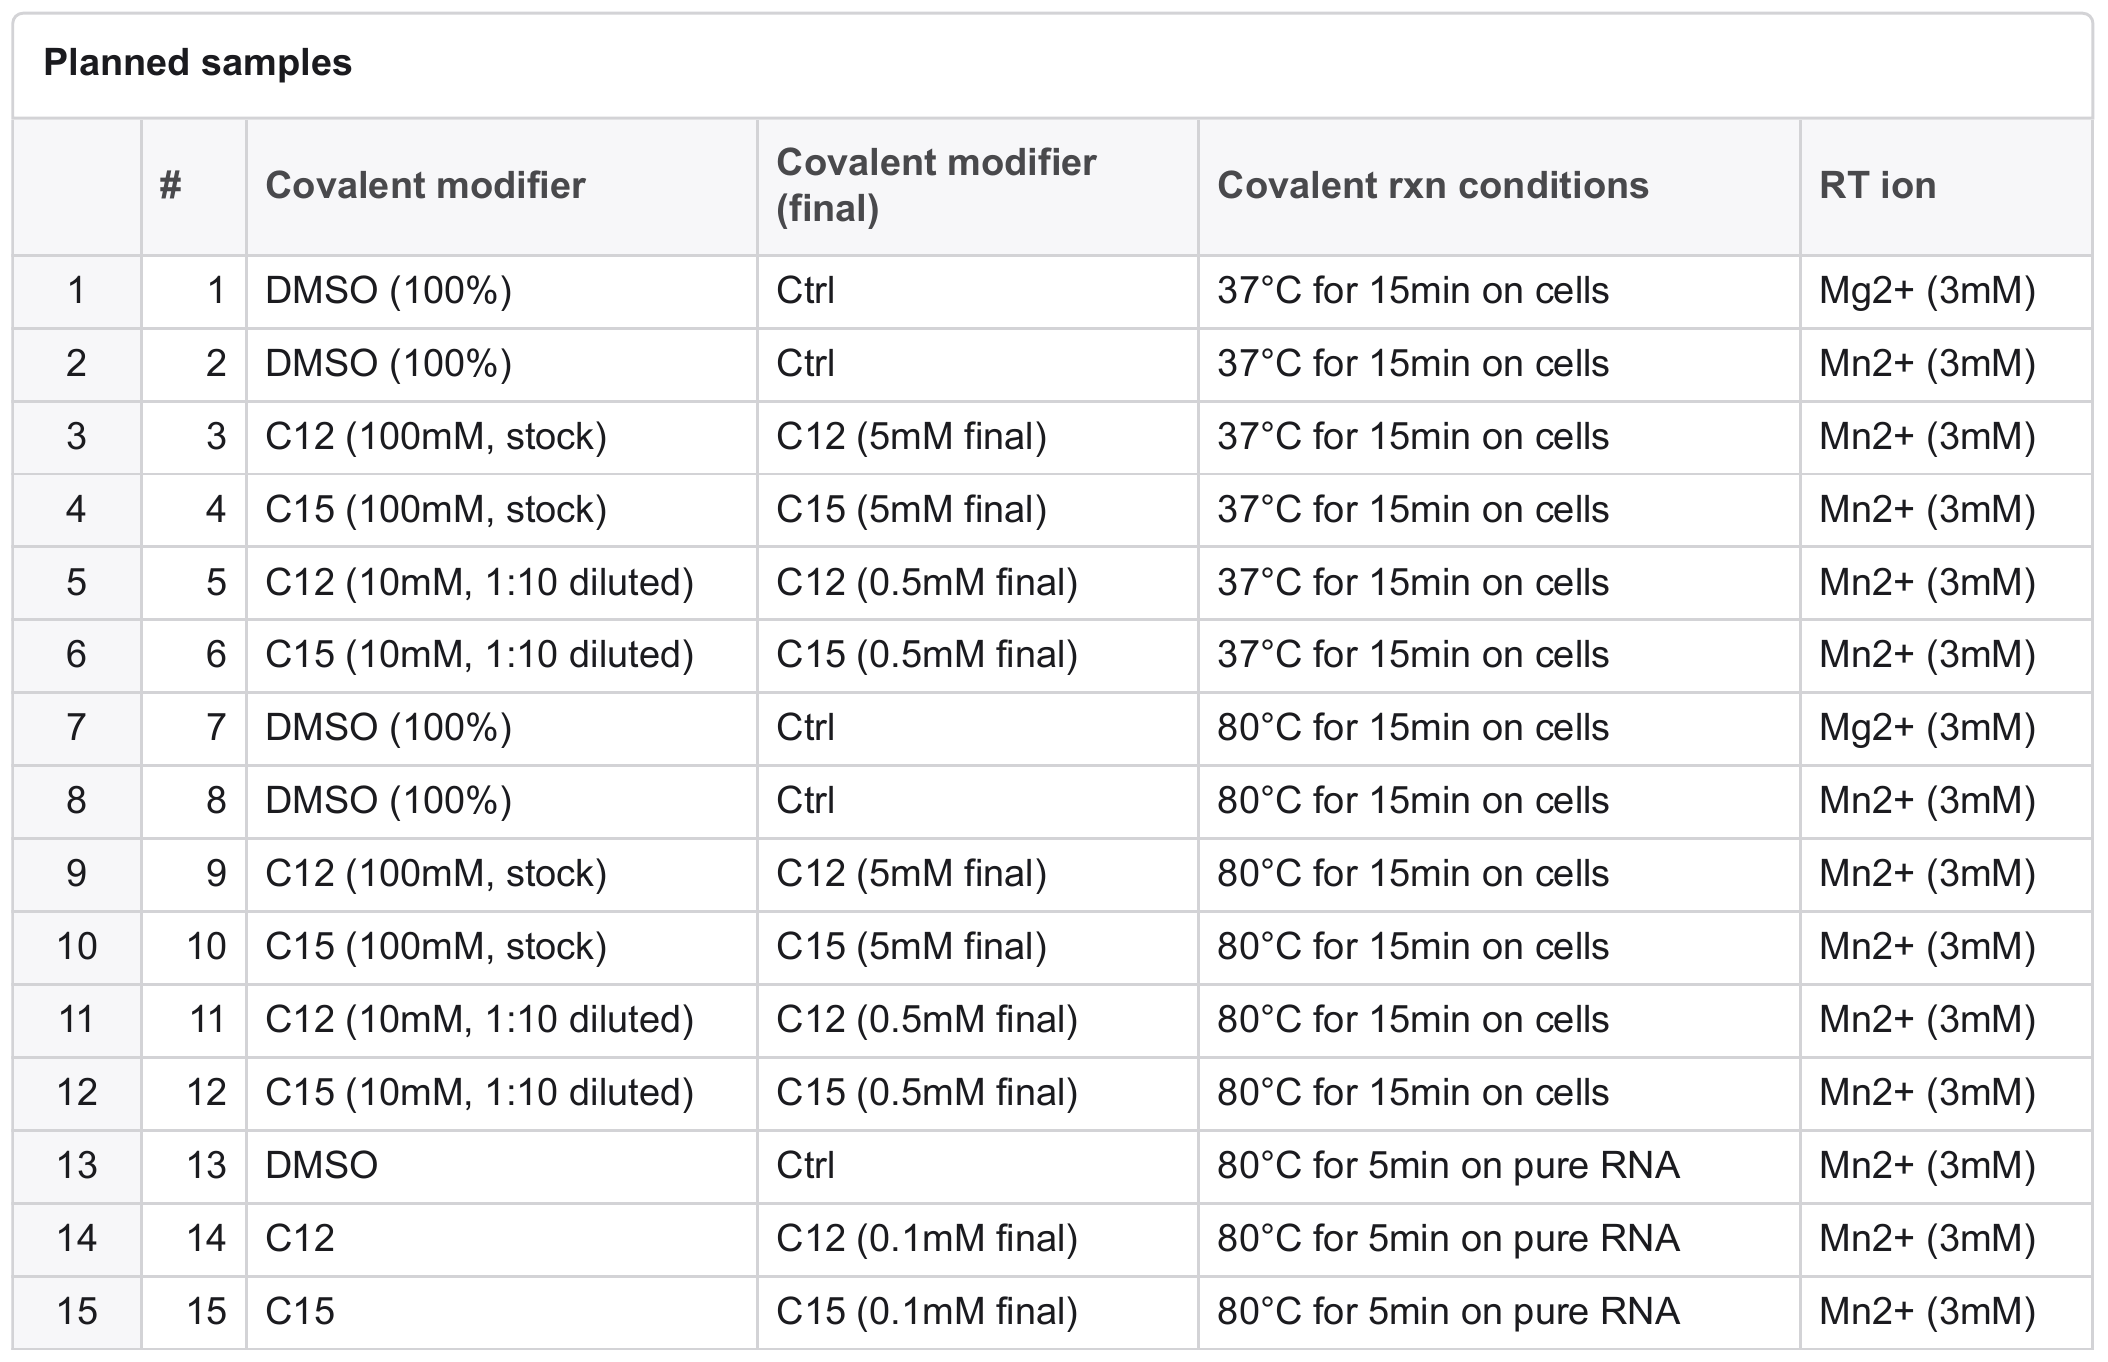 Planned samples
# Covalent modifier Covalent modifier (final) Covalent rxn conditions RT ion
1 1 DMSO (100%) Ctrl 37°C for 15min on cells Mg2+ (3mM)
2 2 DMSO (100%) Ctrl 37°C for 15min on cells Mn2+ (3mM)
3 3 C12 (100mM, stock) C12 (5mM final) 37°C for 15min on cells Mn2+ (3mM)
4 4 C15 (100mM, stock) C15 (5mM final) 37°C for 15min on cells Mn2+ (3mM)
5 5 C12 (10mM, 1:10 diluted) C12 (0.5mM final) 37°C for 15min on cells Mn2+ (3mM)
6 6 C15 (10mM, 1:10 diluted) C15 (0.5mM final) 37°C for 15min on cells Mn2+ (3mM)
7 7 DMSO (100%) Ctrl 80°C for 15min on cells Mg2+ (3mM)
8 8 DMSO (100%) Ctrl 80°C for 15min on cells Mn2+ (3mM)
9 9 C12 (100mM, stock) C12 (5mM final) 80°C for 15min on cells Mn2+ (3mM)
10 10 C15 (100mM, stock) C15 (5mM final) 80°C for 15min on cells Mn2+ (3mM)
11 11 C12 (10mM, 1:10 diluted) C12 (0.5mM final) 80°C for 15min on cells Mn2+ (3mM)
12 12 C15 (10mM, 1:10 diluted) C15 (0.5mM final) 80°C for 15min on cells Mn2+ (3mM)
13 13 DMSO Ctrl 80°C for 5min on pure RNA Mn2+ (3mM)
14 14 C12 C12 (0.1mM final) 80°C for 5min on pure RNA Mn2+ (3mM)
15 15 C15 C15 (0.1mM final) 80°C for 5min on pure RNA Mn2+ (3mM)